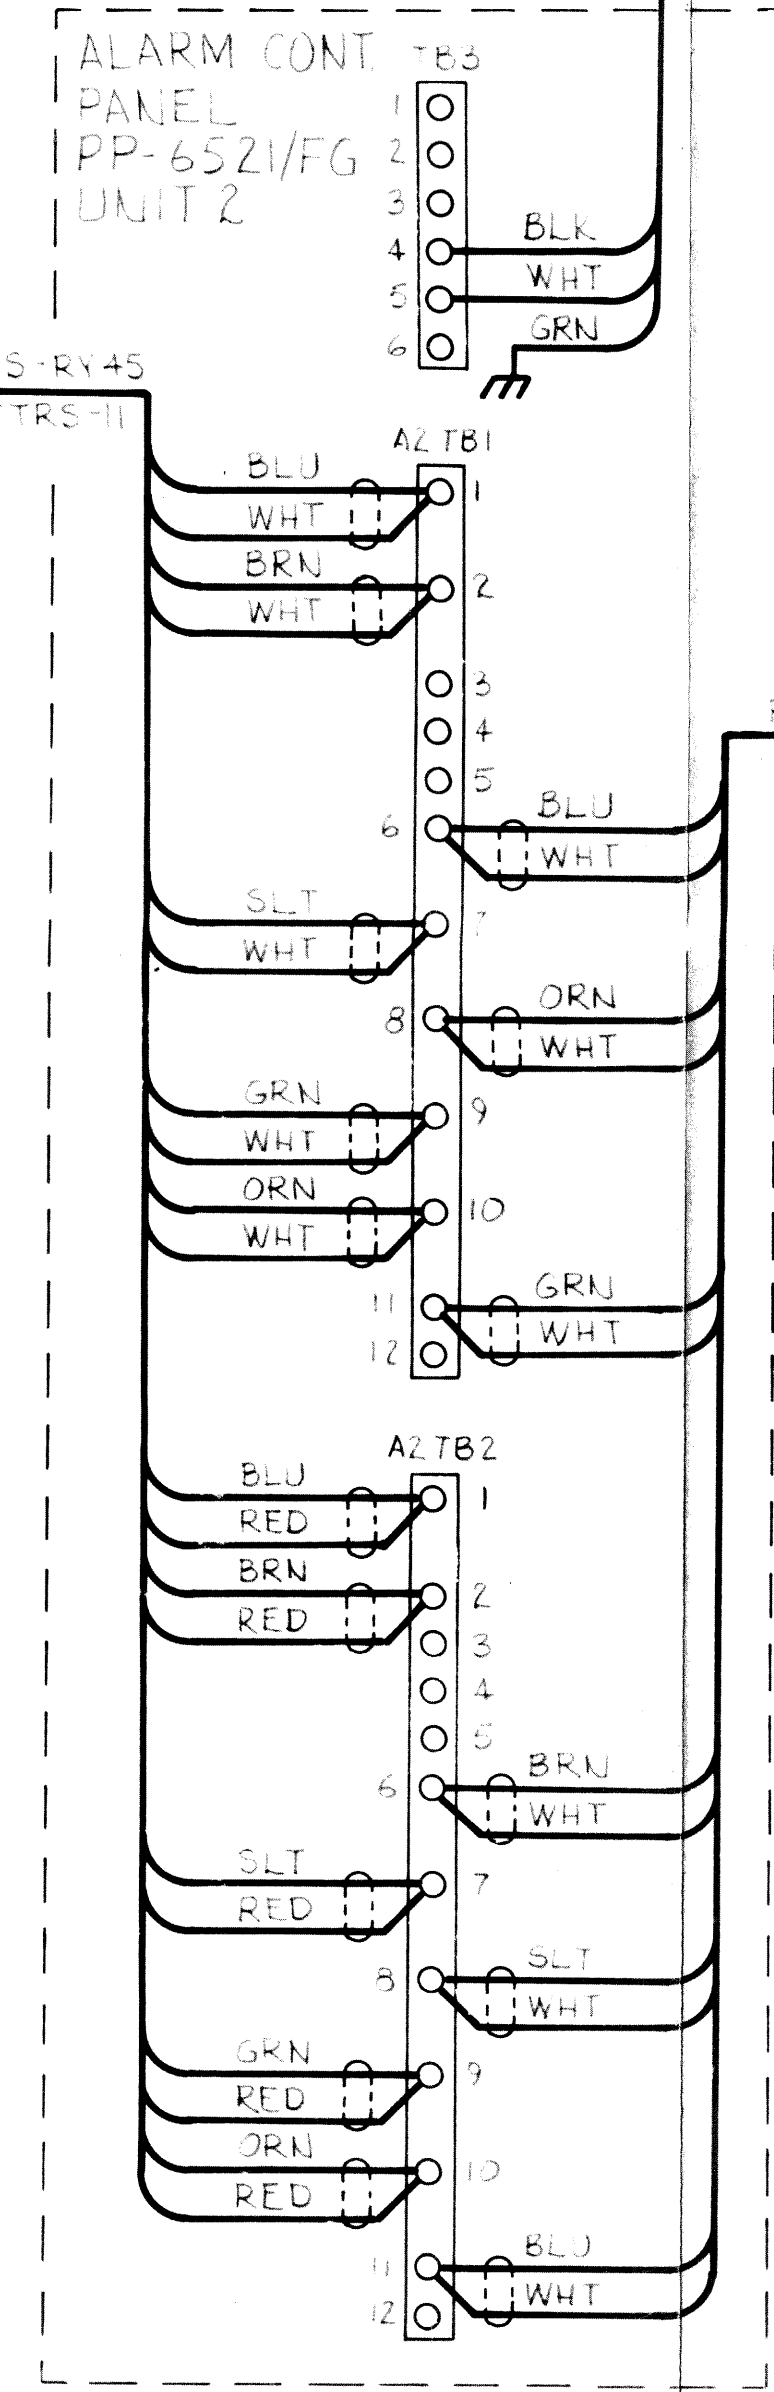 ALARM CONT.
PANEL
PP-6521/FG
UNIT 2
TB3
1
2
3
4 BLK
5 WHT
GRN
6
S-RY45
TRS-11
A2 TB1
BLU 1
WHT
BRN 2
WHT
3
4
5
6 BLU
WHT
SLT 7
WHT
8 ORN
WHT
GRN 9
WHT
ORN 10
WHT
11 GRN
WHT
12
A2 TB2
BLU 1
RED
BRN 2
RED
3
4
5
6 BRN
WHT
SLT 7
RED
8 SLT
WHT
GRN 9
RED
ORN 10
RED
11 BLU
WHT
12